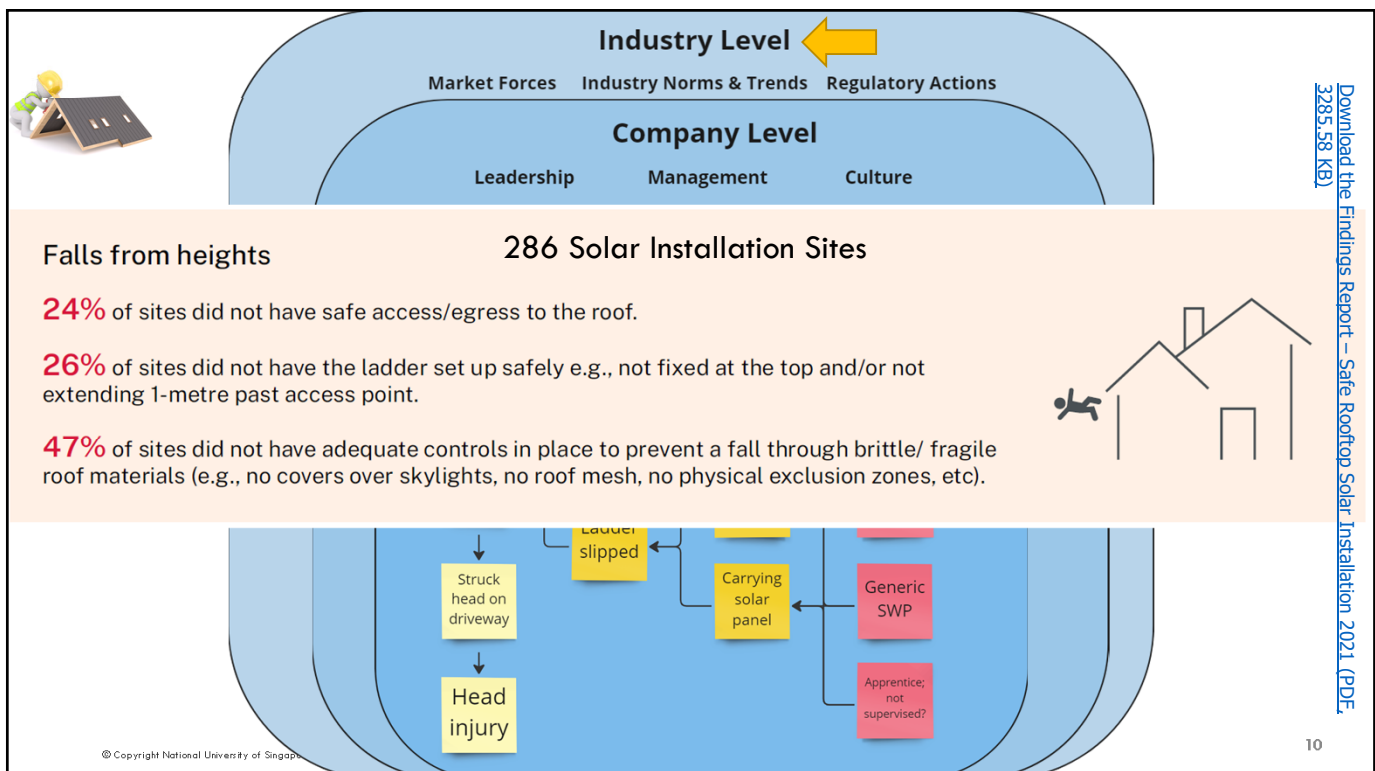 Industry Level
Market Forces Industry Norms & Trends Regulatory Actions
Company Level
Leadership Management Culture
Download the Findings Report – Safe Rooftop Solar Installation 2021 (PDF,
3285.58 KB)
Falls from heights
286 Solar Installation Sites
24% of sites did not have safe access/egress to the roof.
26% of sites did not have the ladder set up safely e.g., not fixed at the top and/or not
extending 1-metre past access point.
47% of sites did not have adequate controls in place to prevent a fall through brittle/ fragile
roof materials (e.g., no covers over skylights, no roof mesh, no physical exclusion zones, etc).
Ladder
slipped
Struck
head on
driveway
Carrying
solar
panel
Generic
SWP
Head
injury
Apprentice;
not
supervised?
© Copyright National University of
10